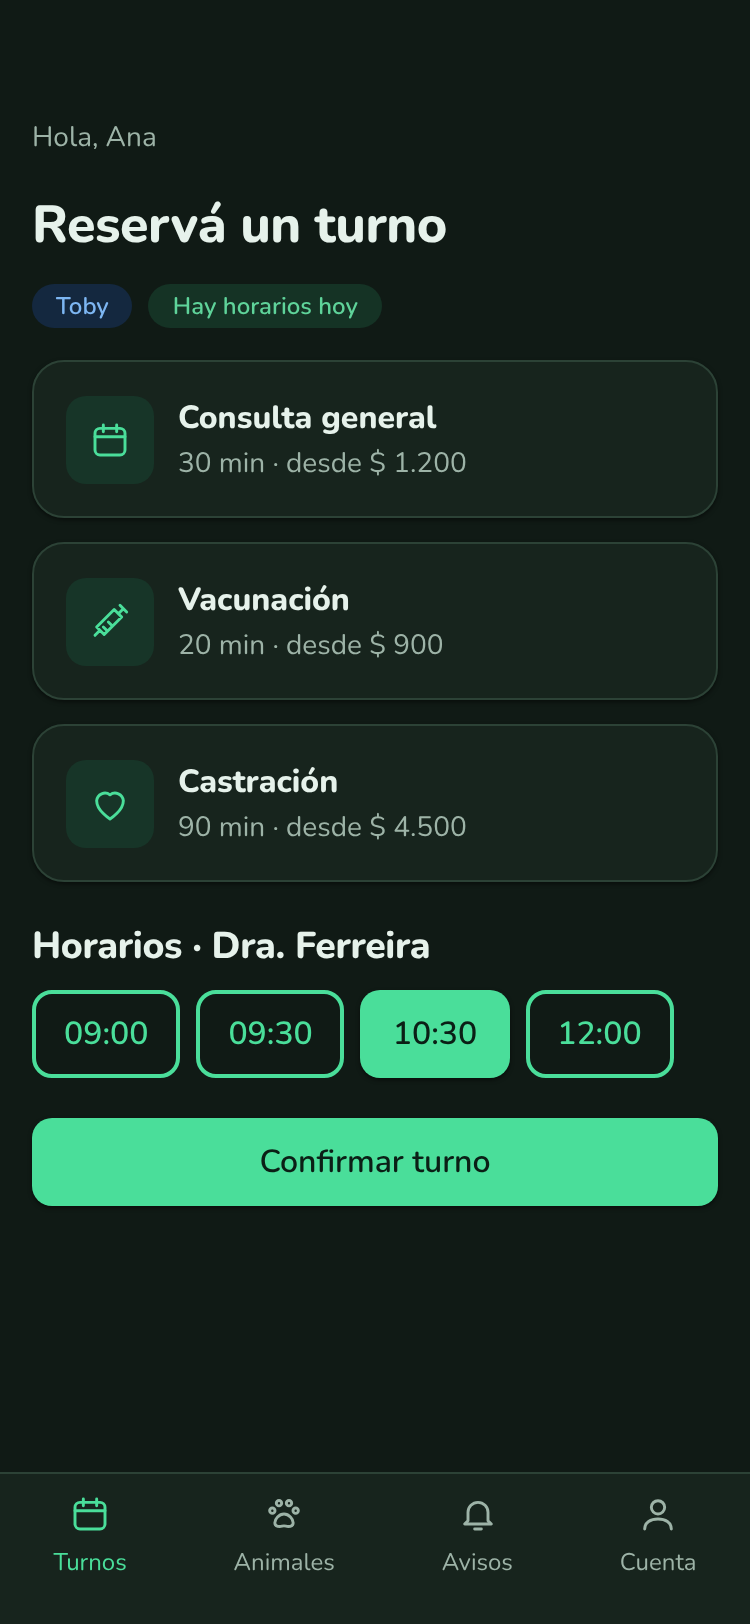 Hola, Ana
Reservá un turno
Toby
Hay horarios hoy
Consulta general
30 min · desde $ 1.200
Vacunación
20 min · desde $ 900
Castración
90 min · desde $ 4.500
Horarios · Dra. Ferreira
09:00 09:30 10:30 12:00
Confirmar turno
Turnos Animales Avisos Cuenta